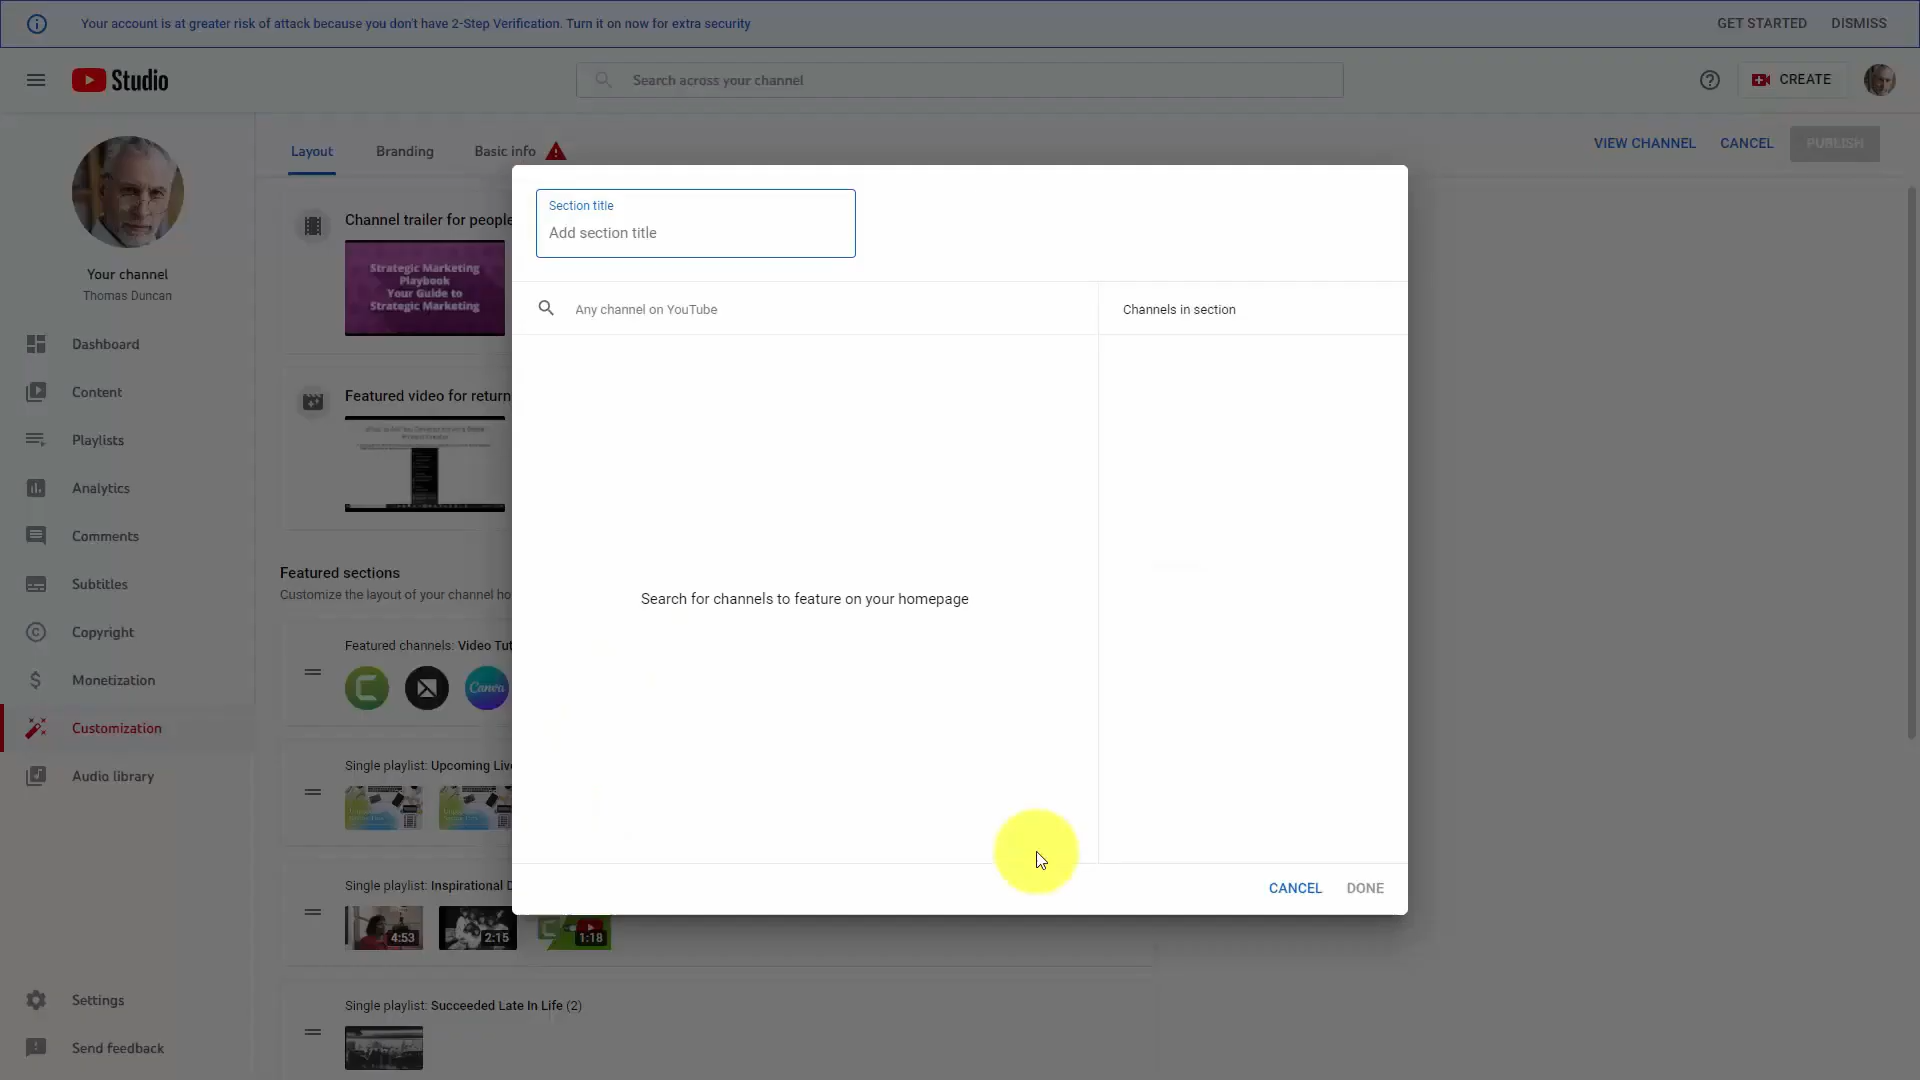 Your account is at greater risk of attack because you don't have 2-Step Verification. Turn it on now for extra security
GET STARTED
DISMISS
Studio
Search across your channel
CREATE
Layout
Branding
Basic info
VIEW CHANNEL
CANCEL
PUBLISH
Your channel
Thomas Duncan
Dashboard
Content
Playlists
Analytics
Comments
Subtitles
Copyright
Monetization
Customization
Audio library
Settings
Send feedback
Channel trailer for people
Strategic Marketing
Playbook
Your Guide to
Strategic Marketing
Featured video for return
Featured sections
Customize the layout of your channel ho
Featured channels: Video Tut
Canva
Single playlist: Upcoming Liv
Single playlist: Inspirational D
4:53
2:15
1:18
Single playlist: Succeeded Late In Life (2)
Section title
Add section title
Any channel on YouTube
Channels in section
Search for channels to feature on your homepage
CANCEL
DONE